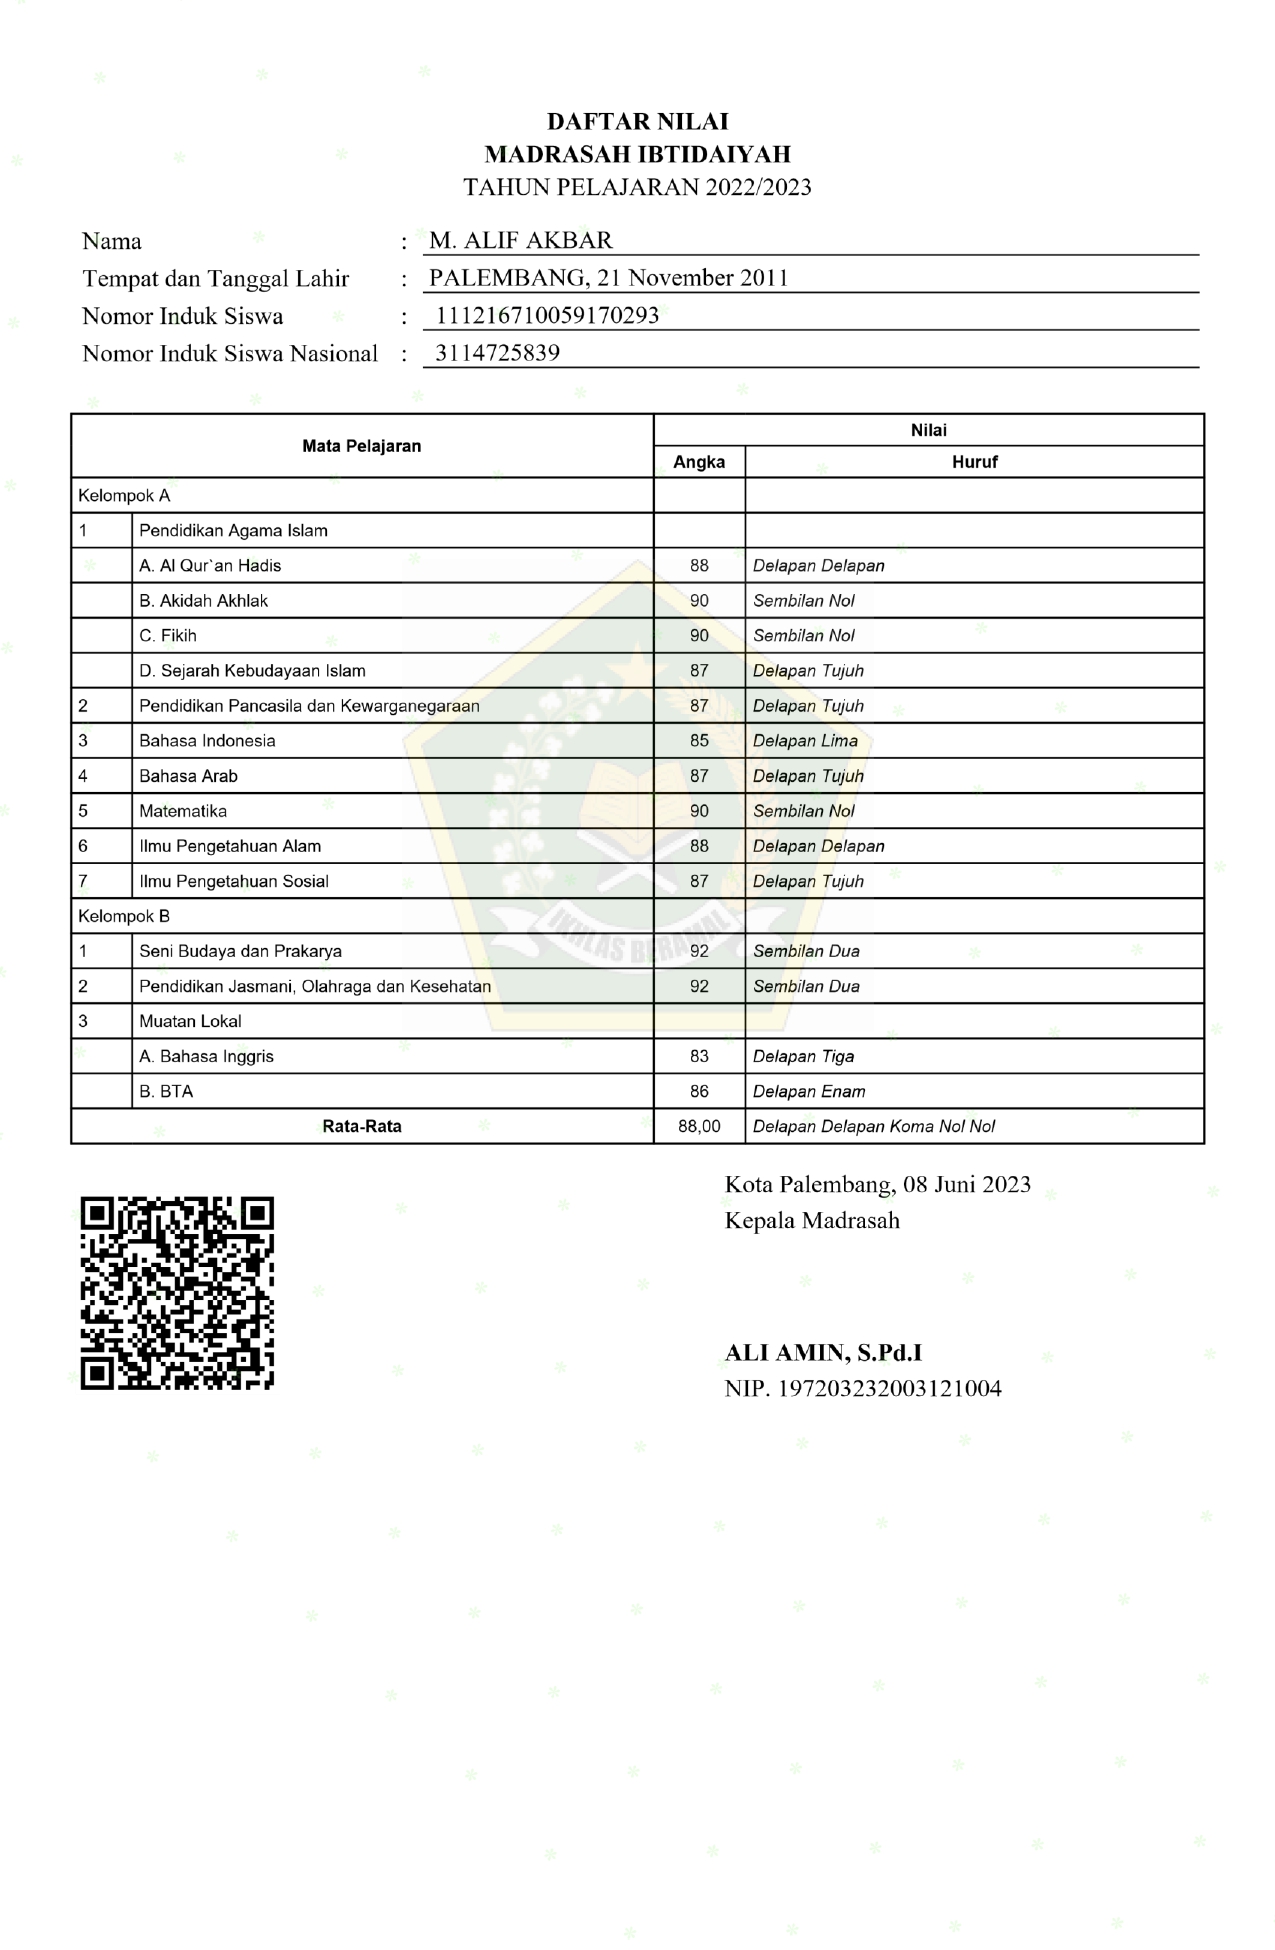 DAFTAR NILAI
MADRASAH IBTIDAIYAH
TAHUN PELAJARAN 2022/2023
Nama : M. ALIF AKBAR
Tempat dan Tanggal Lahir : PALEMBANG, 21 November 2011
Nomor Induk Siswa : 111216710059170293
Nomor Induk Siswa Nasional : 3114725839
Mata Pelajaran Nilai
Angka Huruf
Kelompok A
1 Pendidikan Agama Islam
A. Al Qur`an Hadis 88 Delapan Delapan
B. Akidah Akhlak 90 Sembilan Nol
C. Fikih 90 Sembilan Nol
D. Sejarah Kebudayaan Islam 87 Delapan Tujuh
2 Pendidikan Pancasila dan Kewarganegaraan 87 Delapan Tujuh
3 Bahasa Indonesia 85 Delapan Lima
4 Bahasa Arab 87 Delapan Tujuh
5 Matematika 90 Sembilan Nol
6 Ilmu Pengetahuan Alam 88 Delapan Delapan
7 Ilmu Pengetahuan Sosial 87 Delapan Tujuh
Kelompok B
IKHLAS BERAMAL
1 Seni Budaya dan Prakarya 92 Sembilan Dua
2 Pendidikan Jasmani, Olahraga dan Kesehatan 92 Sembilan Dua
3 Muatan Lokal
A. Bahasa Inggris 83 Delapan Tiga
B. BTA 86 Delapan Enam
Rata-Rata 88,00 Delapan Delapan Koma Nol Nol
Kota Palembang, 08 Juni 2023
Kepala Madrasah
ALI AMIN, S.Pd.I
NIP. 197203232003121004